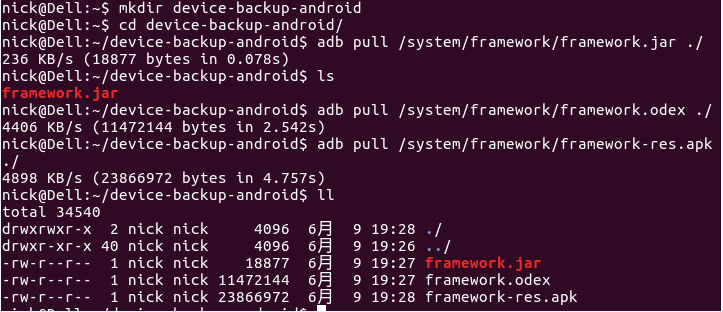 nick@Dell:~$ mkdir device-backup-android
nick@Dell:~$ cd device-backup-android/
nick@Dell:~/device-backup-android$ adb pull /system/framework/framework.jar ./
236 KB/s (18877 bytes in 0.078s)
nick@Dell:~/device-backup-android$ ls
framework.jar
nick@Dell:~/device-backup-android$ adb pull /system/framework/framework.odex ./
4406 KB/s (11472144 bytes in 2.542s)
nick@Dell:~/device-backup-android$ adb pull /system/framework/framework-res.apk
./
4898 KB/s (23866972 bytes in 4.757s)
nick@Dell:~/device-backup-android$ ll
total 34540
drwxrwxr-x  2 nick nick     4096  6月  9 19:28 ./
drwxr-xr-x 40 nick nick     4096  6月  9 19:26 ../
-rw-r--r--  1 nick nick    18877  6月  9 19:27 framework.jar
-rw-r--r--  1 nick nick 11472144  6月  9 19:27 framework.odex
-rw-r--r--  1 nick nick 23866972  6月  9 19:28 framework-res.apk
nick@Dell:~/device-backup-android$